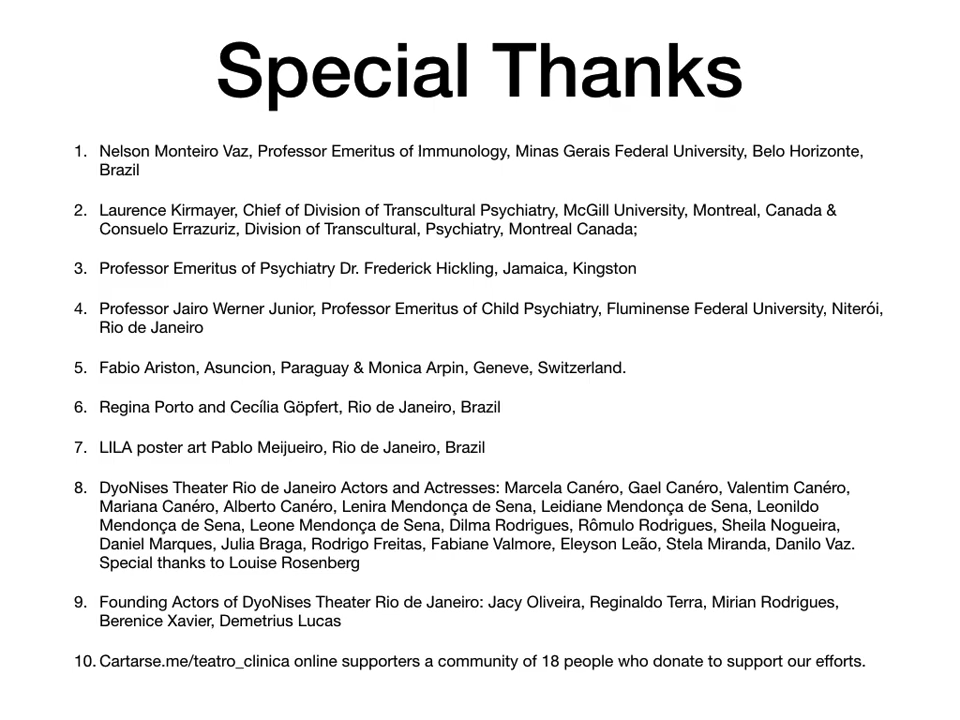 Special Thanks
1. Nelson Monteiro Vaz, Professor Emeritus of Immunology, Minas Gerais Federal University, Belo Horizonte,
Brazil
2. Laurence Kirmayer, Chief of Division of Transcultural Psychiatry, McGill University, Montreal, Canada &
Consuelo Errazuriz, Division of Transcultural, Psychiatry, Montreal Canada;
3. Professor Emeritus of Psychiatry Dr. Frederick Hickling, Jamaica, Kingston
4. Professor Jairo Werner Junior, Professor Emeritus of Child Psychiatry, Fluminense Federal University, Niterói,
Rio de Janeiro
5. Fabio Ariston, Asuncion, Paraguay & Monica Arpin, Geneve, Switzerland.
6. Regina Porto and Cecília Göpfert, Rio de Janeiro, Brazil
7. LILA poster art Pablo Meijueiro, Rio de Janeiro, Brazil
8. DyoNises Theater Rio de Janeiro Actors and Actresses: Marcela Canéro, Gael Canéro, Valentim Canéro,
Mariana Canéro, Alberto Canéro, Lenira Mendonça de Sena, Leidiane Mendonça de Sena, Leonildo
Mendonça de Sena, Leone Mendonça de Sena, Dilma Rodrigues, Rômulo Rodrigues, Sheila Nogueira,
Daniel Marques, Julia Braga, Rodrigo Freitas, Fabiane Valmore, Eleyson Leão, Stela Miranda, Danilo Vaz.
Special thanks to Louise Rosenberg
9. Founding Actors of DyoNises Theater Rio de Janeiro: Jacy Oliveira, Reginaldo Terra, Mirian Rodrigues,
Berenice Xavier, Demetrius Lucas
10. Cartarse.me/teatro_clinica online supporters a community of 18 people who donate to support our efforts.